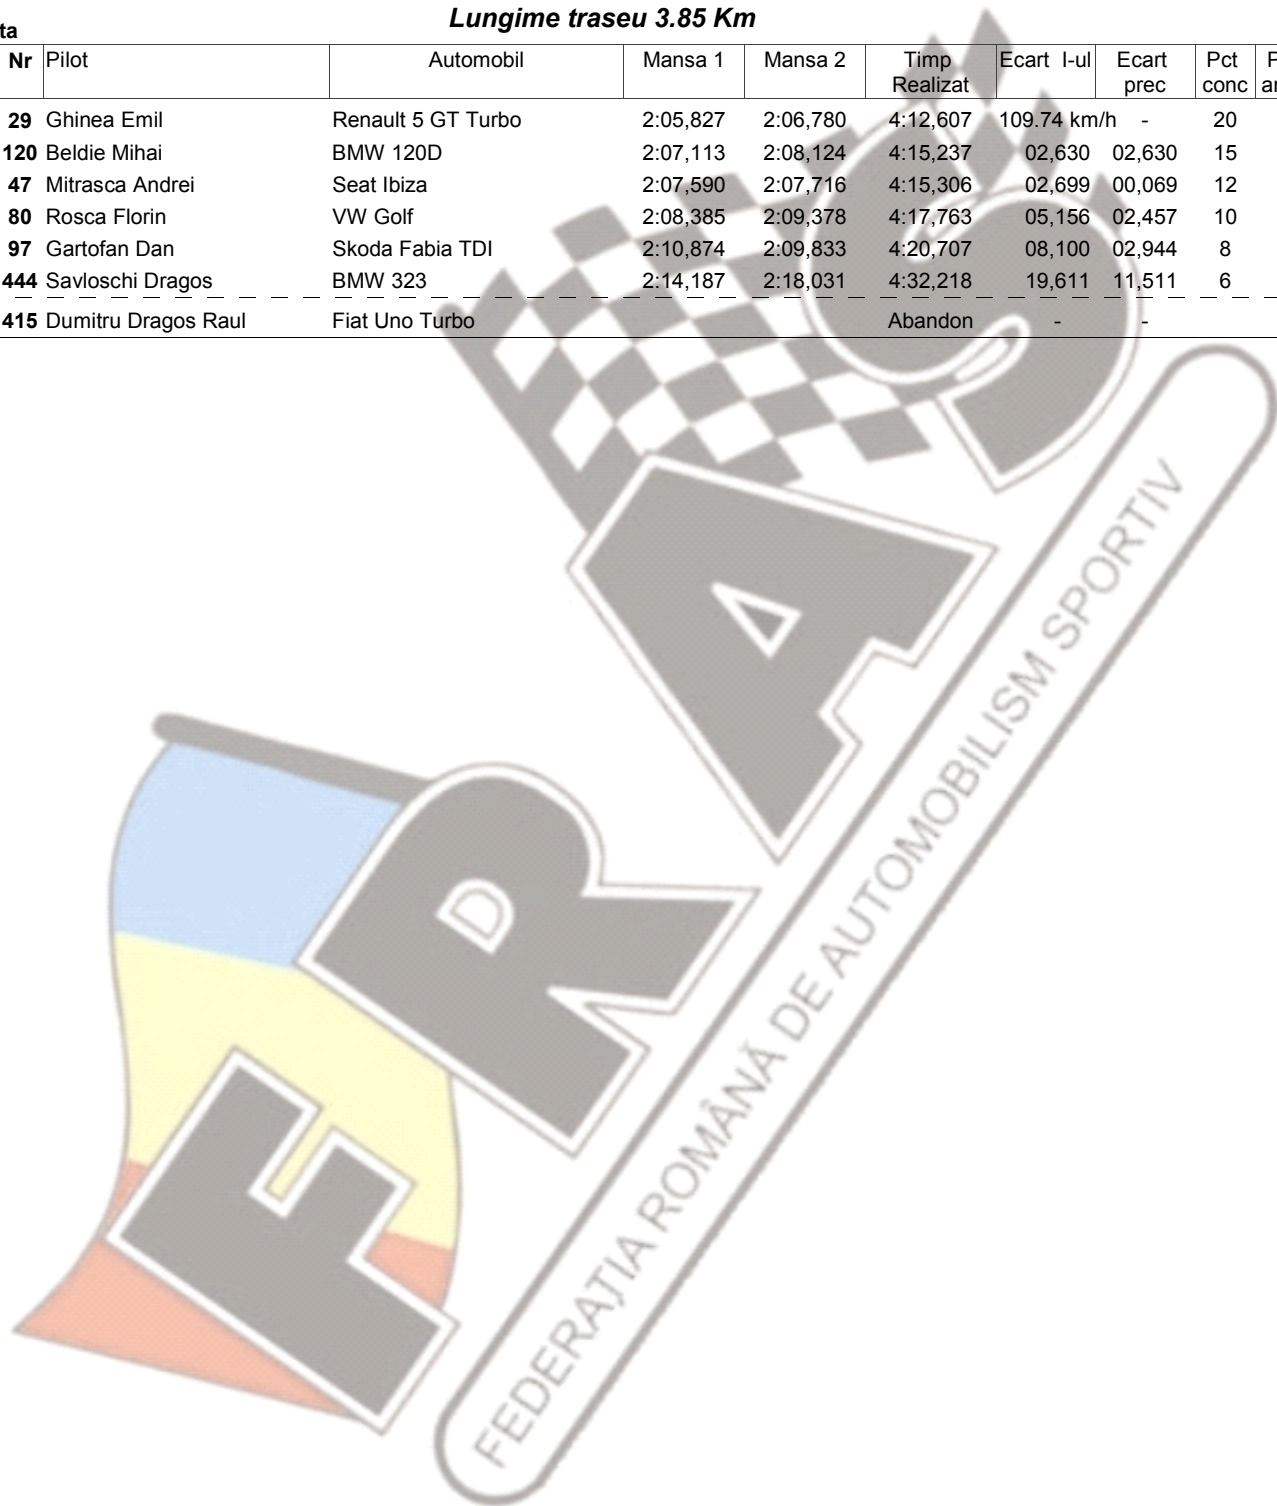 Lungime traseu 3.85 Km
ta
Nr Pilot Automobil Mansa 1 Mansa 2 Timp Realizat Ecart I-ul Ecart prec Pct conc
29 Ghinea Emil Renault 5 GT Turbo 2:05,827 2:06,780 4:12,607 109.74 km/h - 20
120 Beldie Mihai BMW 120D 2:07,113 2:08,124 4:15,237 02,630 02,630 15
47 Mitrasca Andrei Seat Ibiza 2:07,590 2:07,716 4:15,306 02,699 00,069 12
80 Rosca Florin VW Golf 2:08,385 2:09,378 4:17,763 05,156 02,457 10
97 Gartofan Dan Skoda Fabia TDI 2:10,874 2:09,833 4:20,707 08,100 02,944 8
444 Savloschi Dragos BMW 323 2:14,187 2:18,031 4:32,218 19,611 11,511 6
415 Dumitru Dragos Raul Fiat Uno Turbo Abandon - -
FRAS
FEDERAȚIA ROMÂNĂ DE AUTOMOBILISM SPORTIV